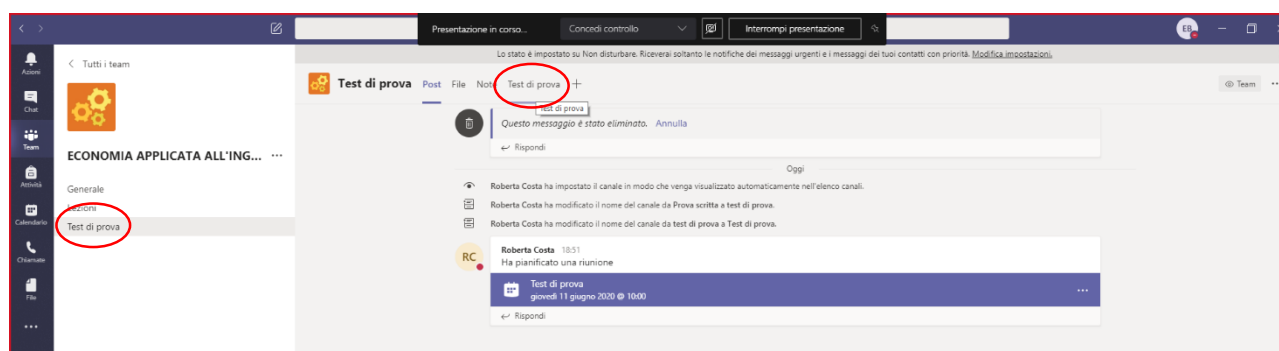 Presentazione in corso... Concedi controllo Interrompi presentazione
EB
Lo stato è impostato su Non disturbare. Riceverai soltanto le notifiche dei messaggi urgenti e i messaggi dei tuoi contatti con priorità. Modifica impostazioni.
Azioni
Chat
Team
Attività
Calendario
Chiamate
File
Tutti i team
ECONOMIA APPLICATA ALL'ING...
Generale
Lezioni
Test di prova
Test di prova Post File Note Test di prova
Team
Test di prova
Questo messaggio è stato eliminato. Annulla
Rispondi
Oggi
Roberta Costa ha impostato il canale in modo che venga visualizzato automaticamente nell'elenco canali.
Roberta Costa ha modificato il nome del canale da Prova scritta a test di prova.
Roberta Costa ha modificato il nome del canale da test di prova a Test di prova.
RC
Roberta Costa 18:51
Ha pianificato una riunione
Test di prova
giovedì 11 giugno 2020 @ 10:00
Rispondi